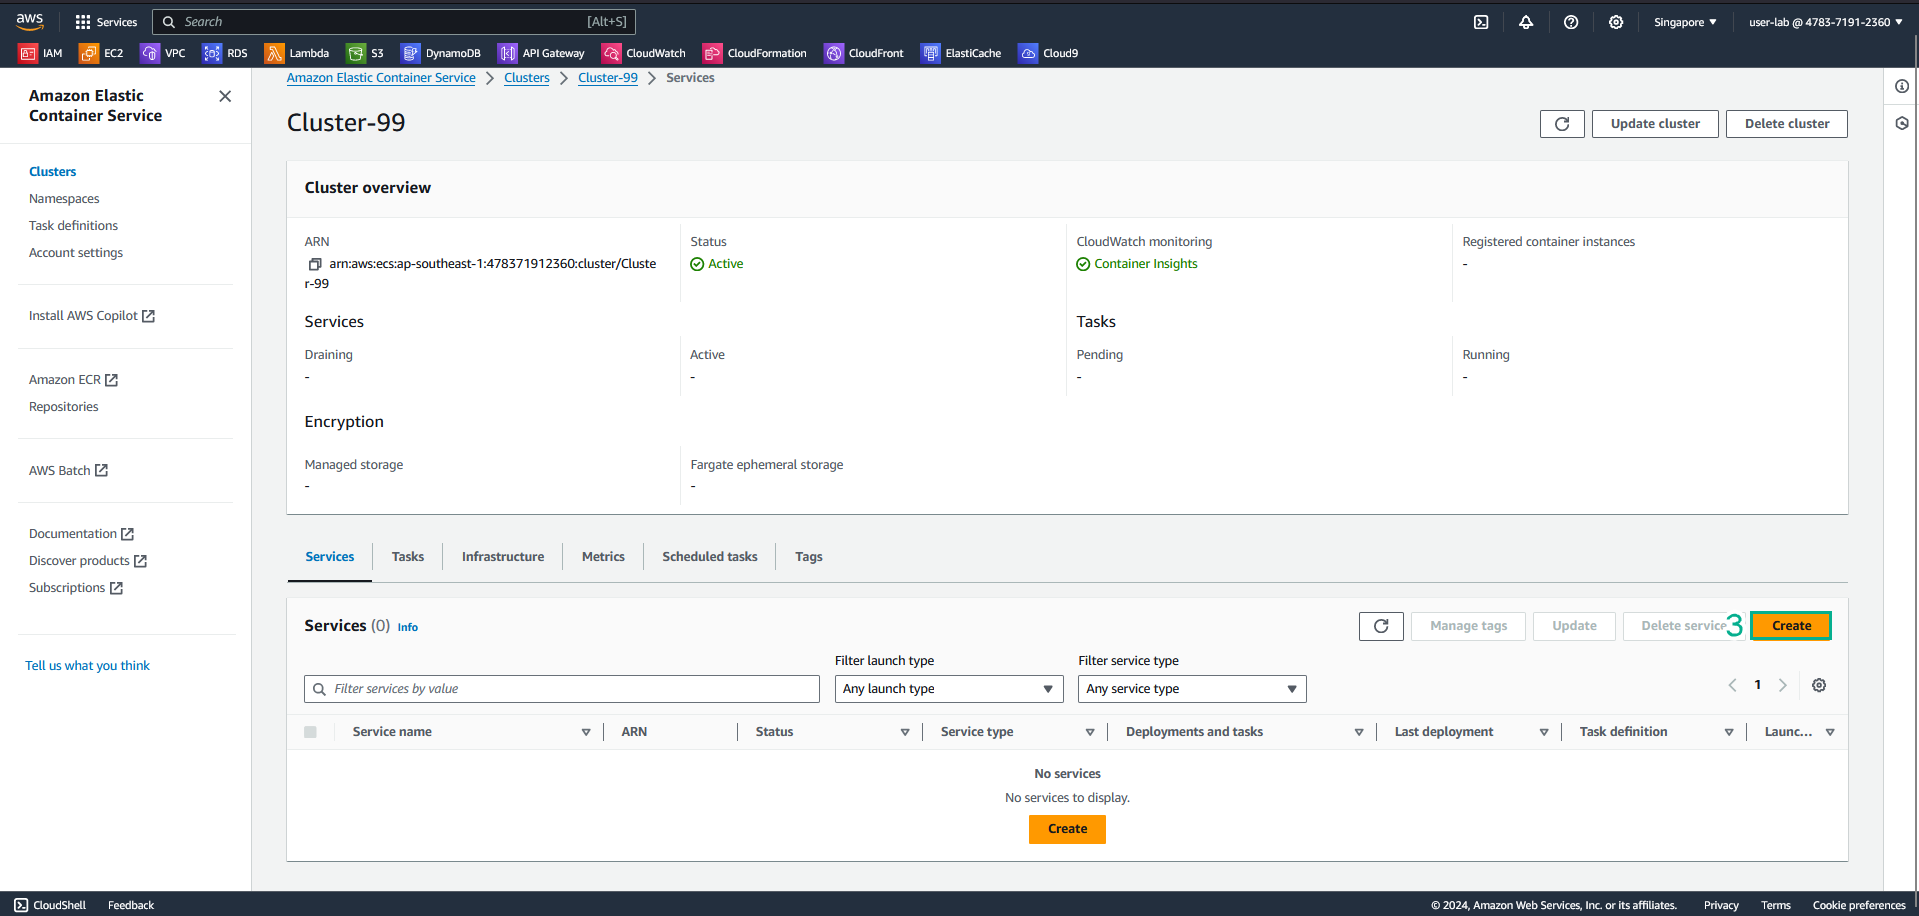 aws Services Search [Alt+S] Singapore user-lab @ 4783-7191-2360
IAM EC2 VPC RDS Lambda S3 DynamoDB API Gateway CloudWatch CloudFormation CloudFront ElastiCache Cloud9
Amazon Elastic Container Service
Clusters
Namespaces
Task definitions
Account settings
Install AWS Copilot
Amazon ECR
Repositories
AWS Batch
Documentation
Discover products
Subscriptions
Tell us what you think
Amazon Elastic Container Service Clusters Cluster-99 Services
Cluster-99 Update cluster Delete cluster
Cluster overview
ARN Status CloudWatch monitoring Registered container instances
arn:aws:ecs:ap-southeast-1:478371912360:cluster/Cluste Active Container Insights -
r-99
Services Tasks
Draining Active Pending Running
- - - -
Encryption
Managed storage Fargate ephemeral storage
- -
Services Tasks Infrastructure Metrics Scheduled tasks Tags
Services (0) Info Manage tags Update Delete service 3 Create
Filter launch type Filter service type
Filter services by value Any launch type Any service type 1
Service name ARN Status Service type Deployments and tasks Last deployment Task definition Launc...
No services
No services to display.
Create
CloudShell Feedback © 2024, Amazon Web Services, Inc. or its affiliates. Privacy Terms Cookie preferences